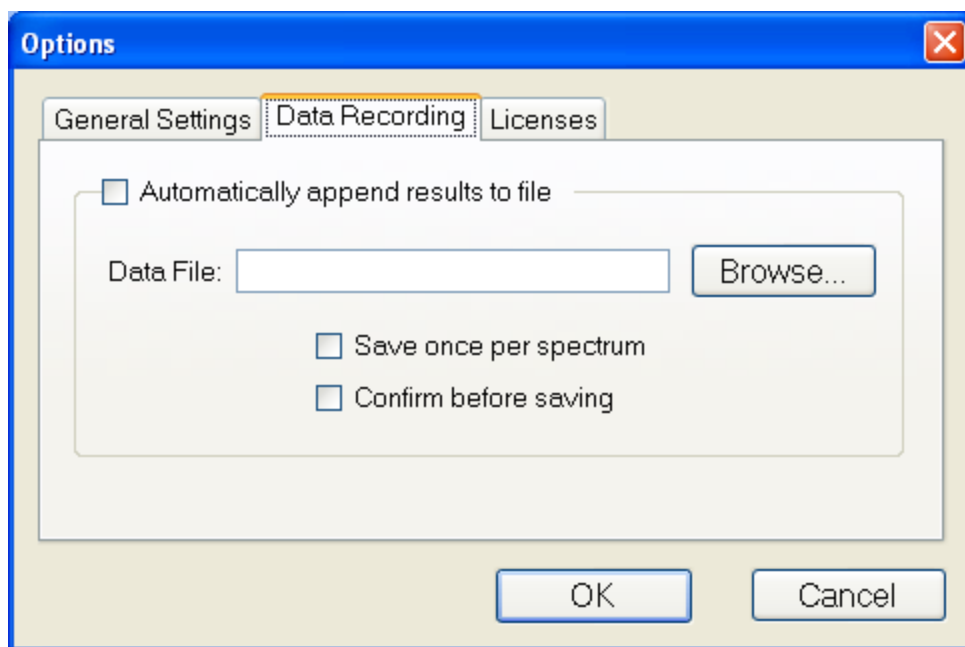 Options
General Settings Data Recording Licenses
Automatically append results to file
Data File: Browse...
Save once per spectrum
Confirm before saving
OK Cancel